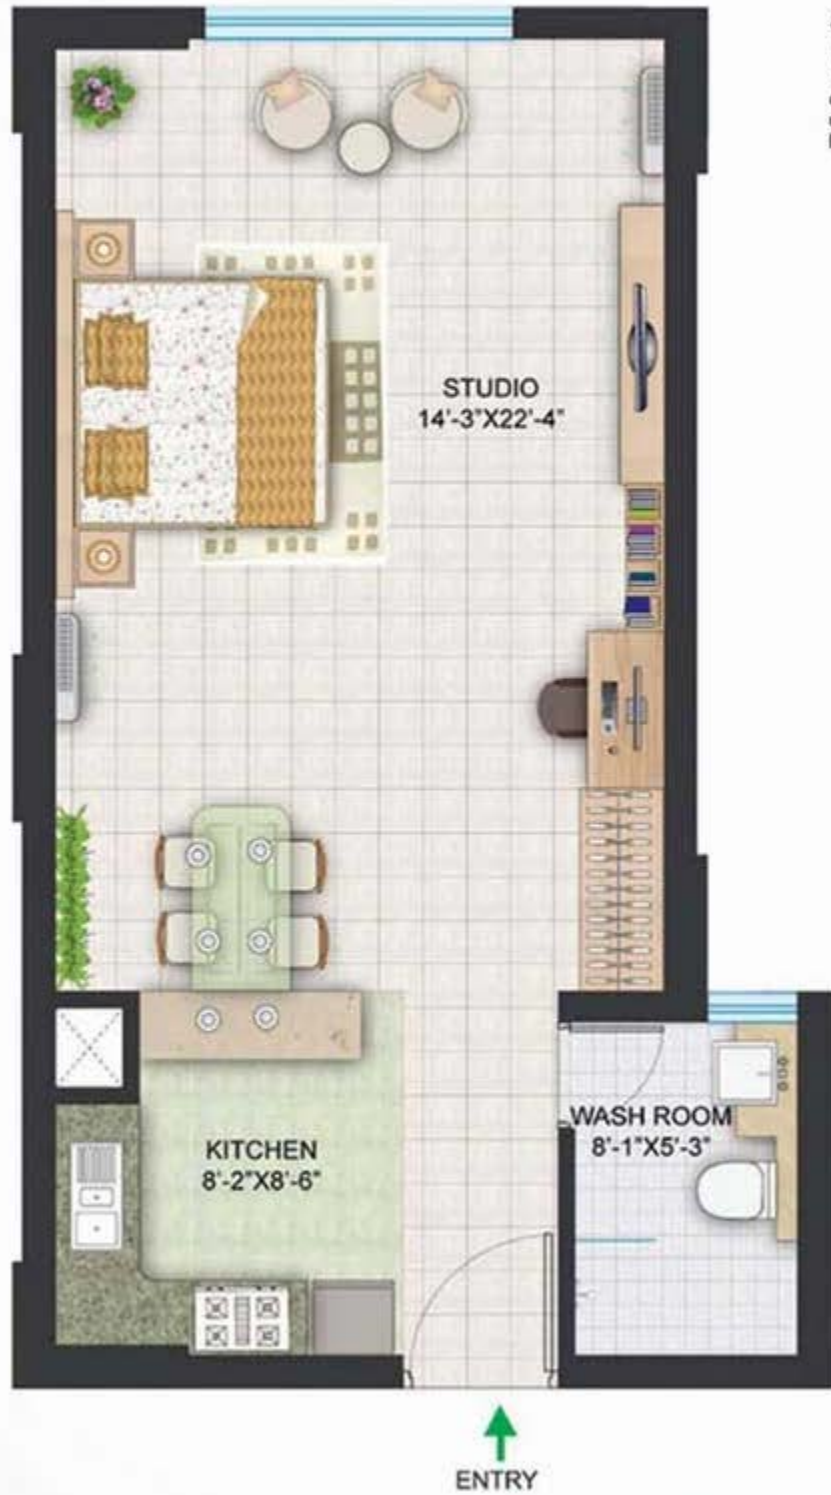 STUDIO
14'-3"X22'-4"
KITCHEN
8'-2"X8'-6"
WASH ROOM
8'-1"X5'-3"
ENTRY